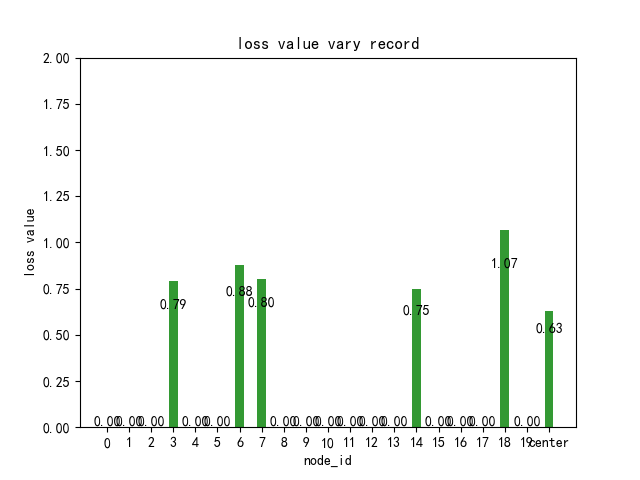 loss value vary record
2.00
1.75
1.50
1.25
1.00
0.75
0.50
0.25
0.00
loss value
0.00 0.00 0.00 0.79 0.00 0.00 0.88 0.80 0.00 0.00 0.00 0.00 0.00 0.00 0.75 0.00 0.00 0.00 1.07 0.00 0.63
0 1 2 3 4 5 6 7 8 9 10 11 12 13 14 15 16 17 18 19 center
node_id